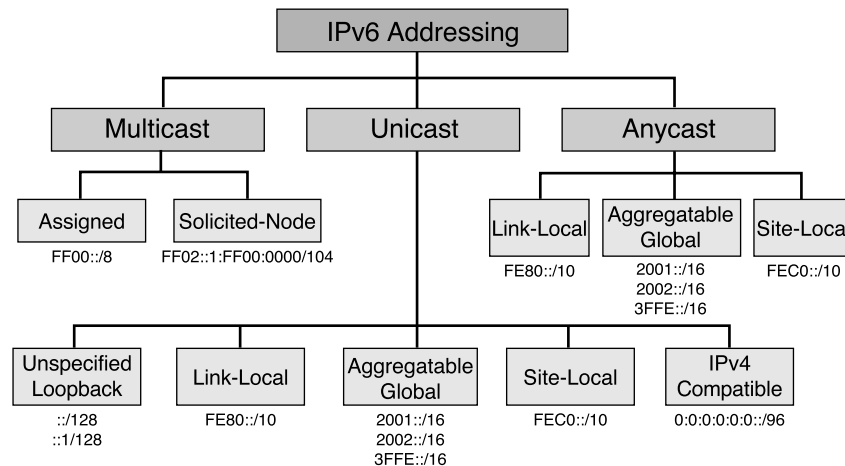 IPv6 Addressing
Multicast
Unicast
Anycast
Assigned
FF00::/8
Solicited-Node
FF02::1:FF00:0000/104
Link-Local
FE80::/10
Aggregatable
Global
2001::/16
2002::/16
3FFE::/16
Site-Loca
FEC0::/10
Unspecified
Loopback
::/128
::1/128
Link-Local
FE80::/10
Aggregatable
Global
2001::/16
2002::/16
3FFE::/16
Site-Local
FEC0::/10
IPv4
Compatible
0:0:0:0:0:0::/96